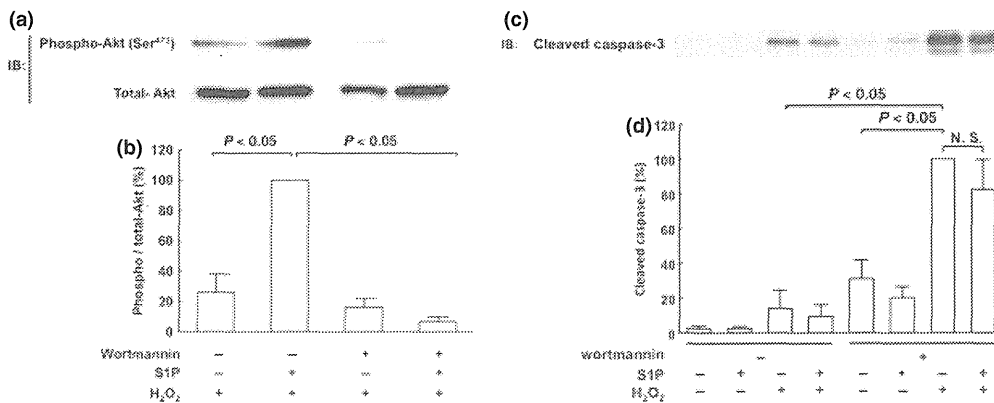 (a)
Phospho-Akt (Ser⁴⁷³)
IB:
Total- Akt
(b)
P < 0.05
P < 0.05
Phospho / total-Akt (%)
120
100
80
60
40
20
0
Wortmannin − − + +
S1P − + − +
H₂O₂ + + + +
(c)
IB: Cleaved caspase-3
P < 0.05
(d)
P < 0.05
N. S.
Cleaved caspase-3 (%)
120
100
80
60
40
20
0
wortmannin − +
S1P − + − + − + − +
H₂O₂ − − + + − − + +